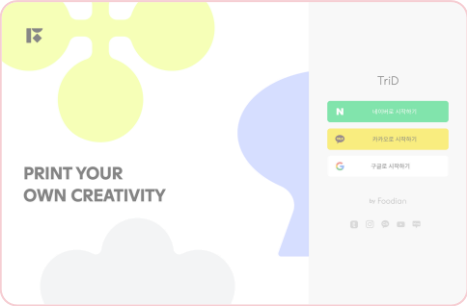 PRINT YOUR
OWN CREATIVITY
TriD
네이버로 시작하기
카카오로 시작하기
구글로 시작하기
by Foodian